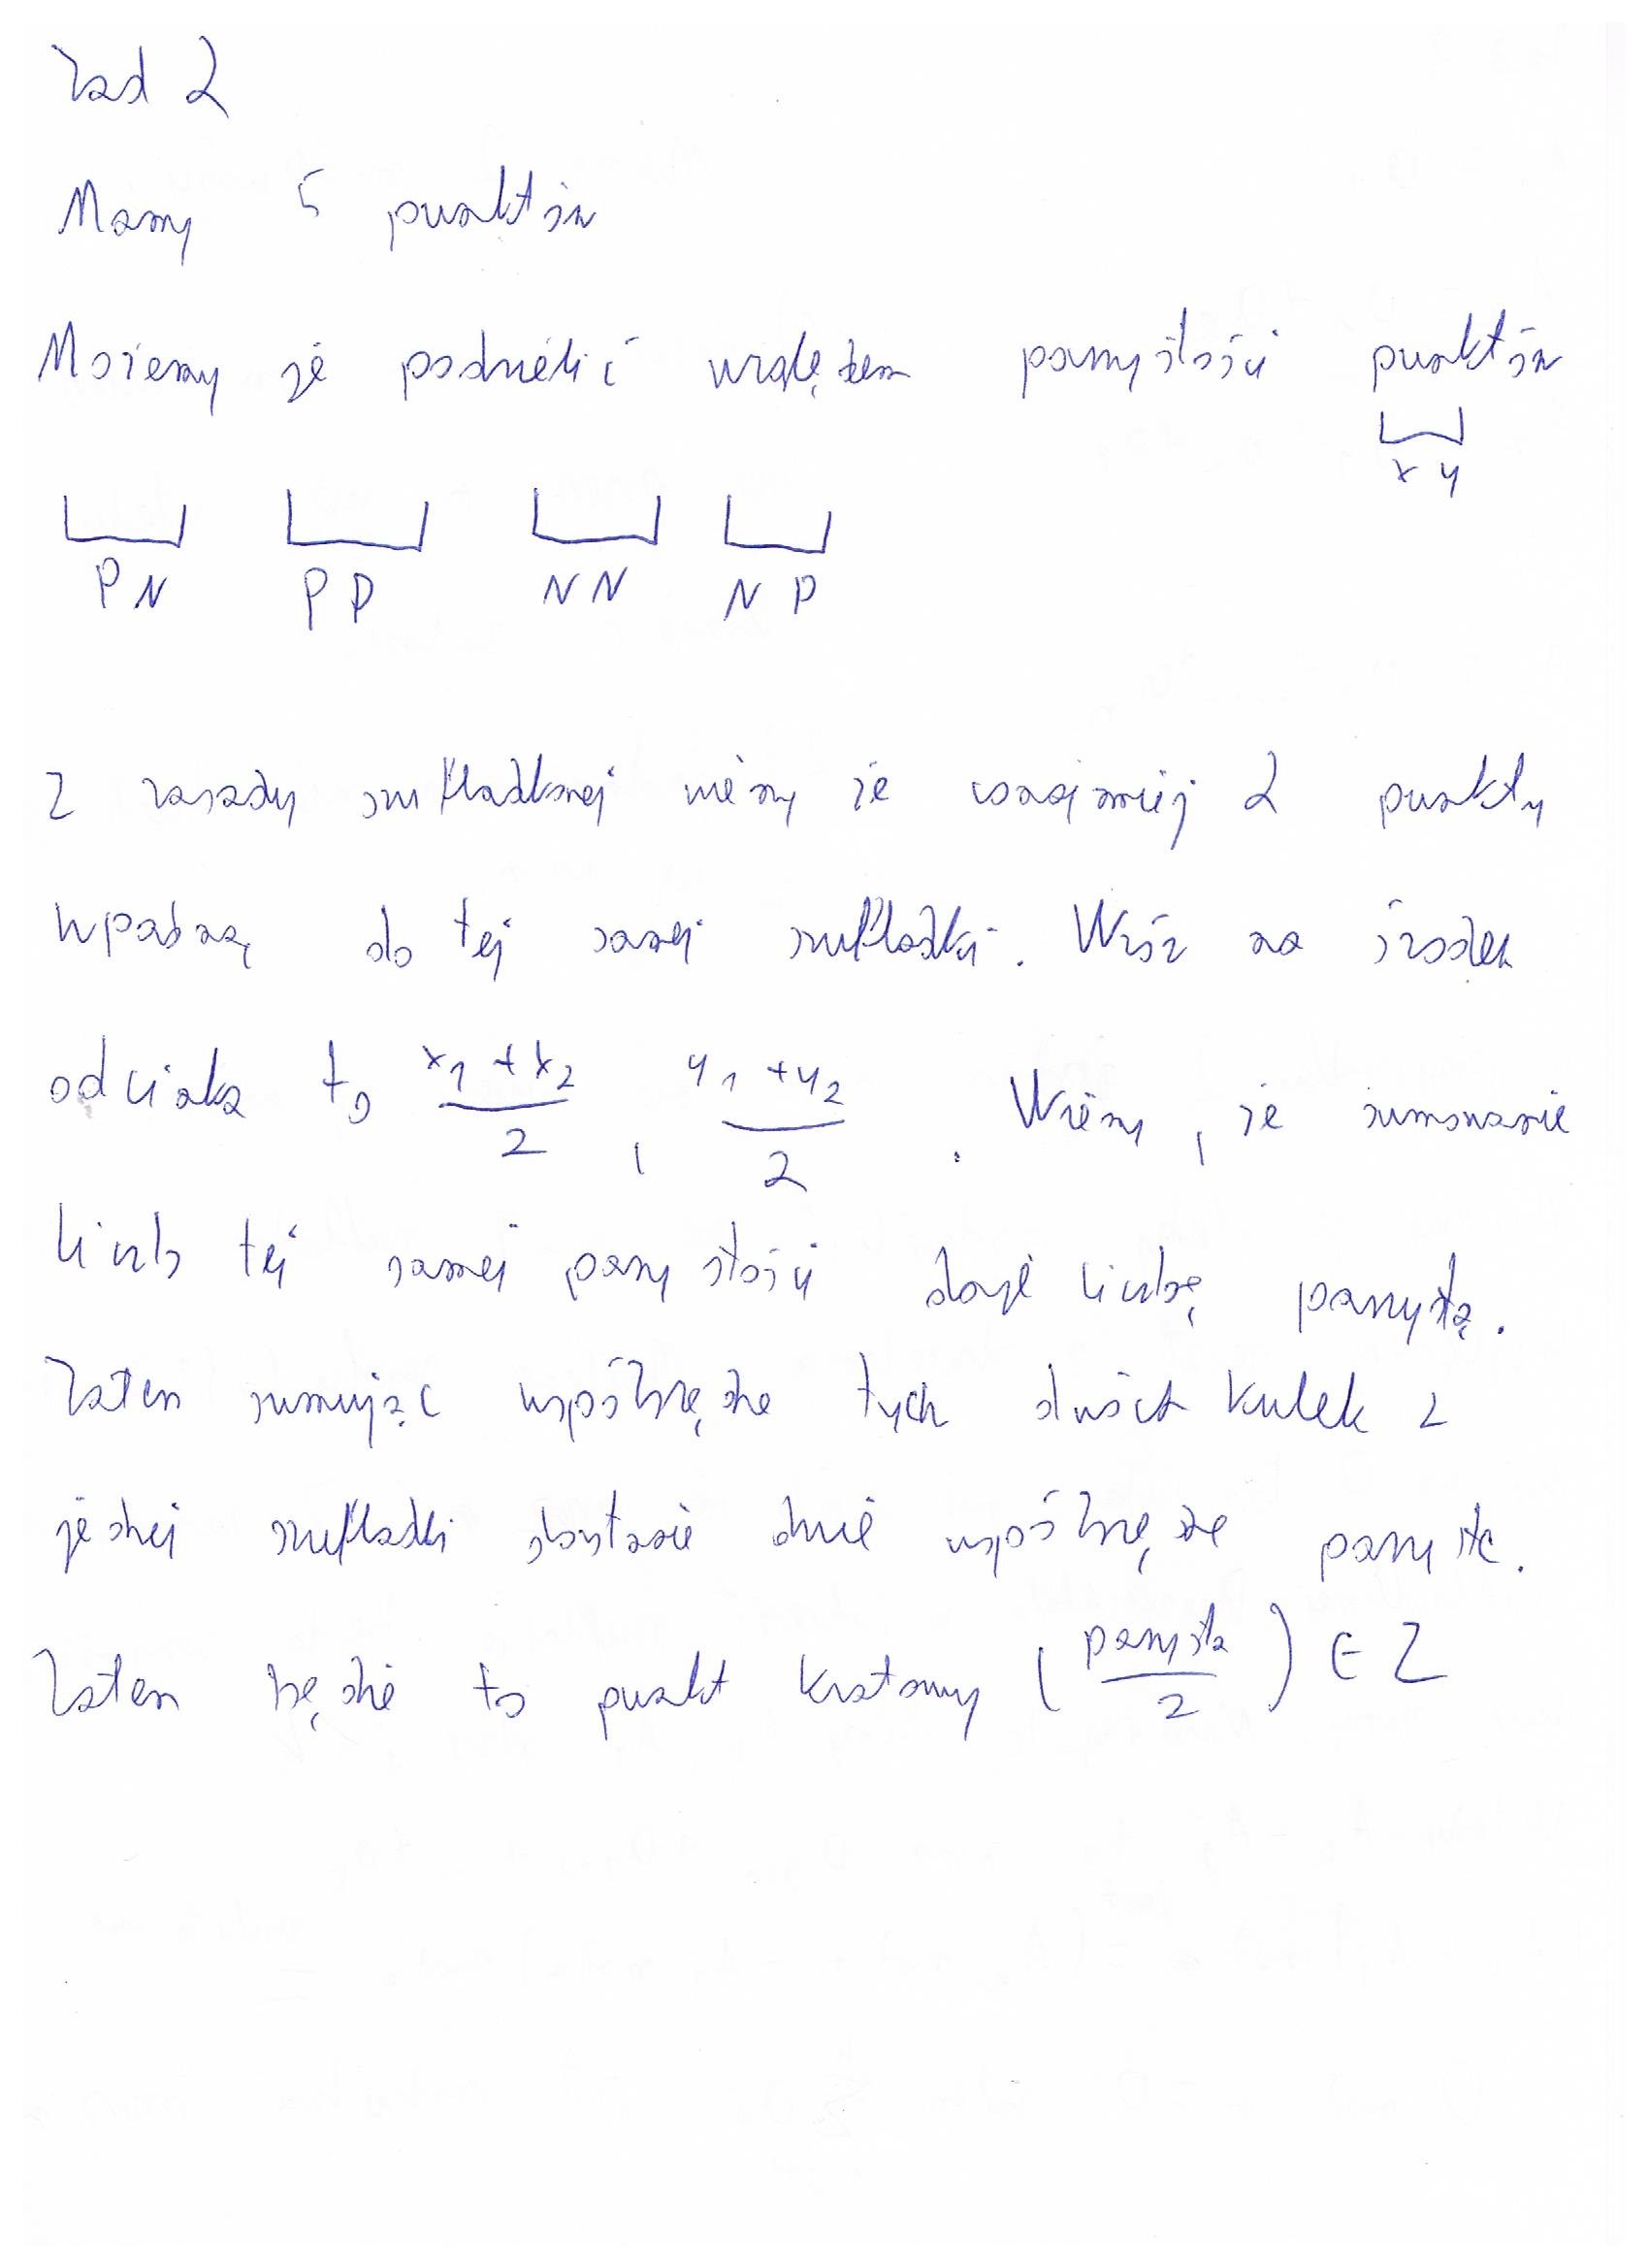 Zad 2
Mamy 5 punktów
Możemy je podzielić względem parzystości punktów
x y
PN PP NN NP
Z zasady szufladkowej wiemy że conajmniej 2 punkty
wpadną do tej samej szufladki. Wzór na środek
odcinka to \frac{x_1 + x_2}{2}, \frac{y_1 + y_2}{2}. Wiemy, że sumowanie
liczb tej samej parzystości daje liczbę parzystą.
Zatem sumując współrzędne tych dwóch kulek z
jednej szufladki dostanie dwie współrzędne parzyste.
Zatem będzie to punkt kratowy (\frac{parzysta}{2}) ∈ Z